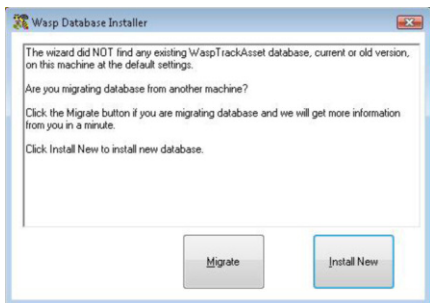 Wasp Database Installer
The wizard did NOT find any existing WaspTrackAsset database, current or old version,
on this machine at the default settings.
Are you migrating database from another machine?
Click the Migrate button if you are migrating database and we will get more information
from you in a minute.
Click Install New to install new database.
Migrate
Install New